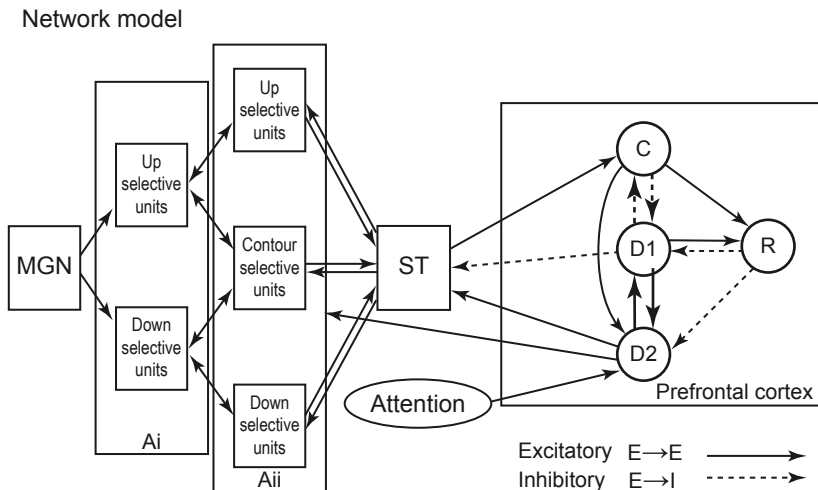 Network model
MGN
Up
selective
units
Down
selective
units
Ai
Up
selective
units
Contour
selective
units
Down
selective
units
Aii
ST
Attention
C
D1
D2
R
Prefrontal cortex
Excitatory E→E
Inhibitory E→I